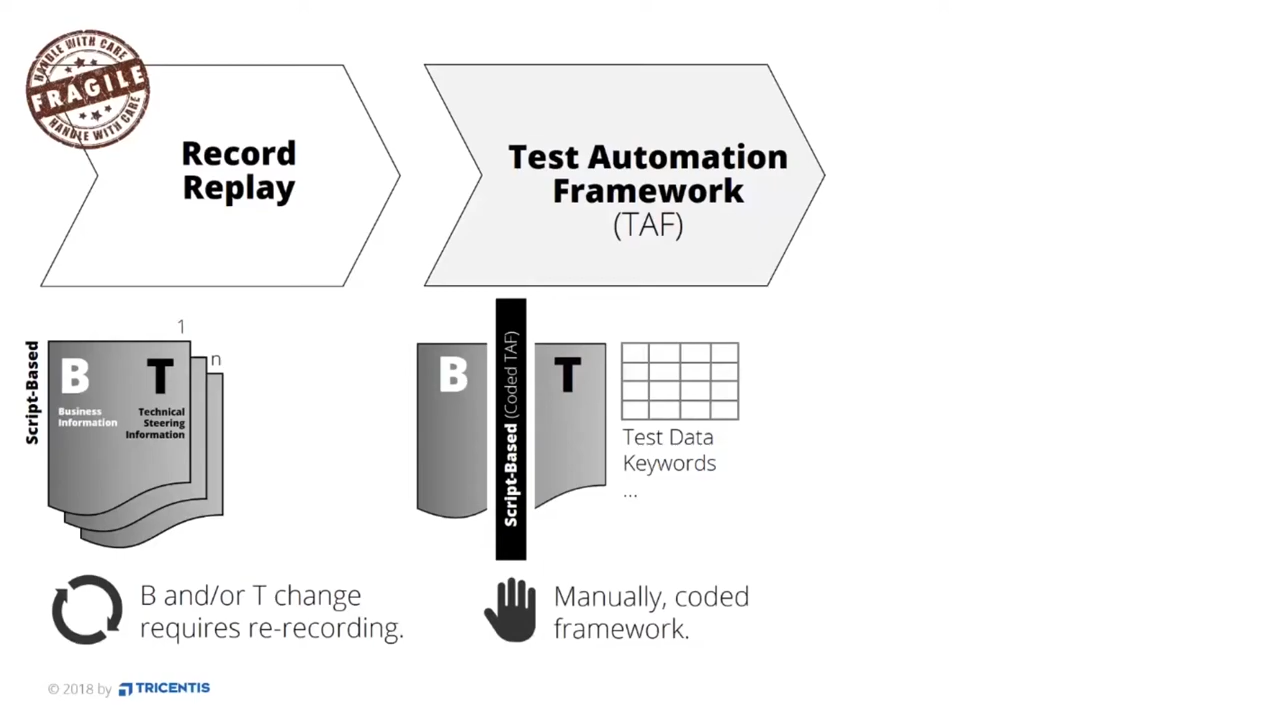 HANDLE WITH CARE
FRAGILE
HANDLE WITH CARE
Record
Replay
Test Automation
Framework
(TAF)
Script-Based
1
n
B
T
Business
Information
Technical
Steering
Information
B
Script-Based (Coded TAF)
T
Test Data
Keywords
...
B and/or T change
requires re-recording.
Manually, coded
framework.
© 2018 by TRICENTIS